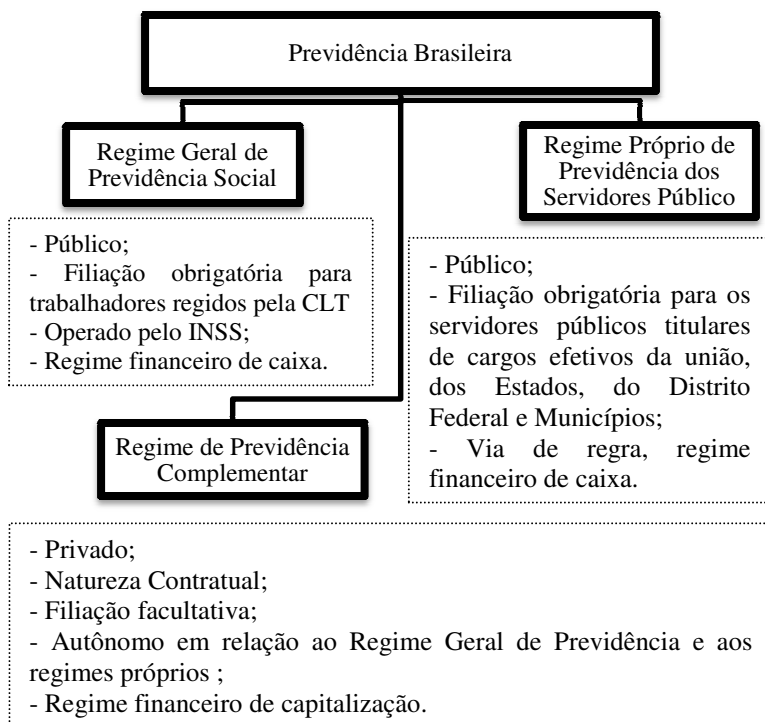 Previdência Brasileira
Regime Geral de
Previdência Social
Regime Próprio de
Previdência dos
Servidores Público
- Público;
- Filiação obrigatória para
trabalhadores regidos pela CLT
- Operado pelo INSS;
- Regime financeiro de caixa.
- Público;
- Filiação obrigatória para os
servidores públicos titulares
de cargos efetivos da união,
dos Estados, do Distrito
Federal e Municípios;
- Via de regra, regime
financeiro de caixa.
Regime de Previdência
Complementar
- Privado;
- Natureza Contratual;
- Filiação facultativa;
- Autônomo em relação ao Regime Geral de Previdência e aos
regimes próprios ;
- Regime financeiro de capitalização.